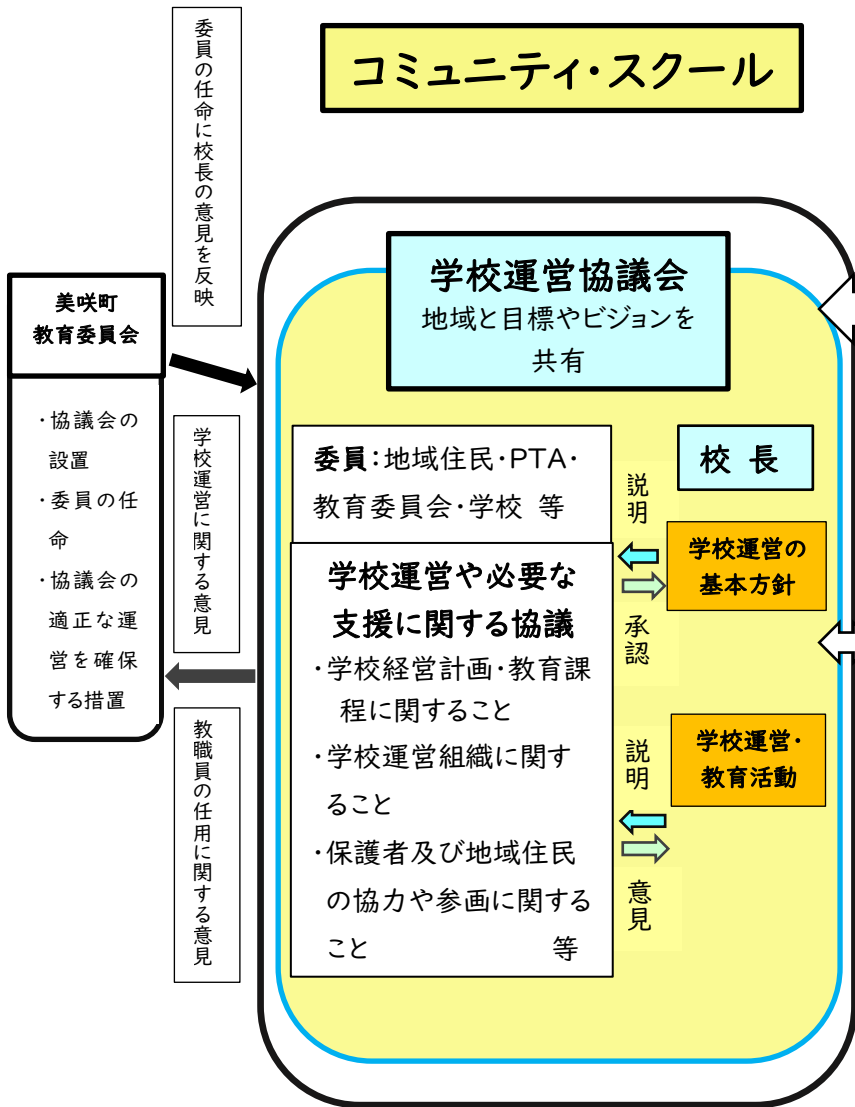 コミュニティ・スクール
委員の任命に校長の意見を反映
美咲町
教育委員会
・協議会の
設置
・委員の任
命
・協議会の
適正な運
営を確保
する措置
学校運営に関する意見
教職員の任用に関する意見
学校運営協議会
地域と目標やビジョンを
共有
委員:地域住民・PTA・
教育委員会・学校 等
学校運営や必要な
支援に関する協議
・学校経営計画・教育課
程に関すること
・学校運営組織に関す
ること
・保護者及び地域住民
の協力や参画に関する
こと 等
校 長
説明
学校運営の
基本方針
承認
説明
学校運営・
教育活動
意見